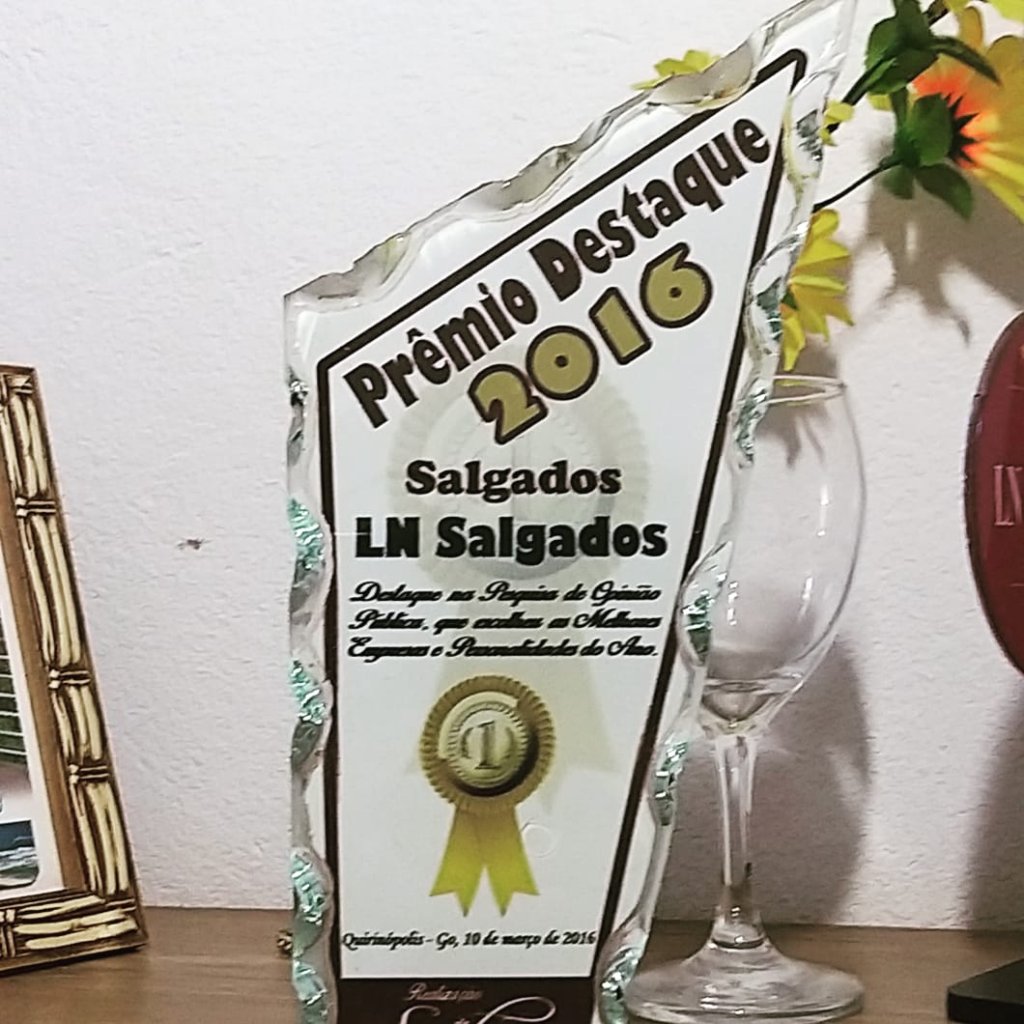 Prêmio Destaque
2016
Salgados
LN Salgados
Destaque na Pesquisa de Opinião
Pública, que escolheu as Melhores
Empresas e Personalidades do Ano.
1
Quirinópolis - Go, 10 de março de 2016
Realização